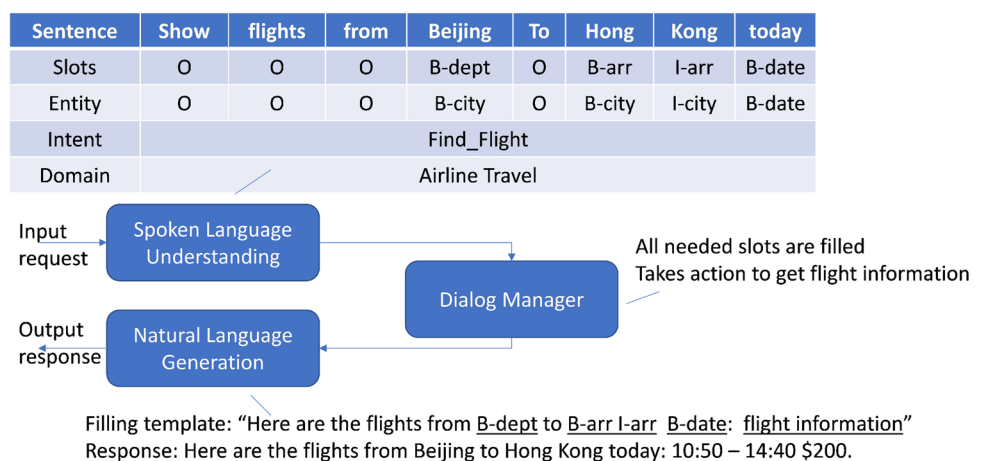 Sentence Show flights from Beijing To Hong Kong today
Slots O O O B-dept O B-arr I-arr B-date
Entity O O O B-city O B-city I-city B-date
Intent Find_Flight
Domain Airline Travel
Input
request
Spoken Language
Understanding
All needed slots are filled
Takes action to get flight information
Dialog Manager
Output
response
Natural Language
Generation
Filling template: “Here are the flights from B-dept to B-arr I-arr B-date: flight information”
Response: Here are the flights from Beijing to Hong Kong today: 10:50 – 14:40 $200.